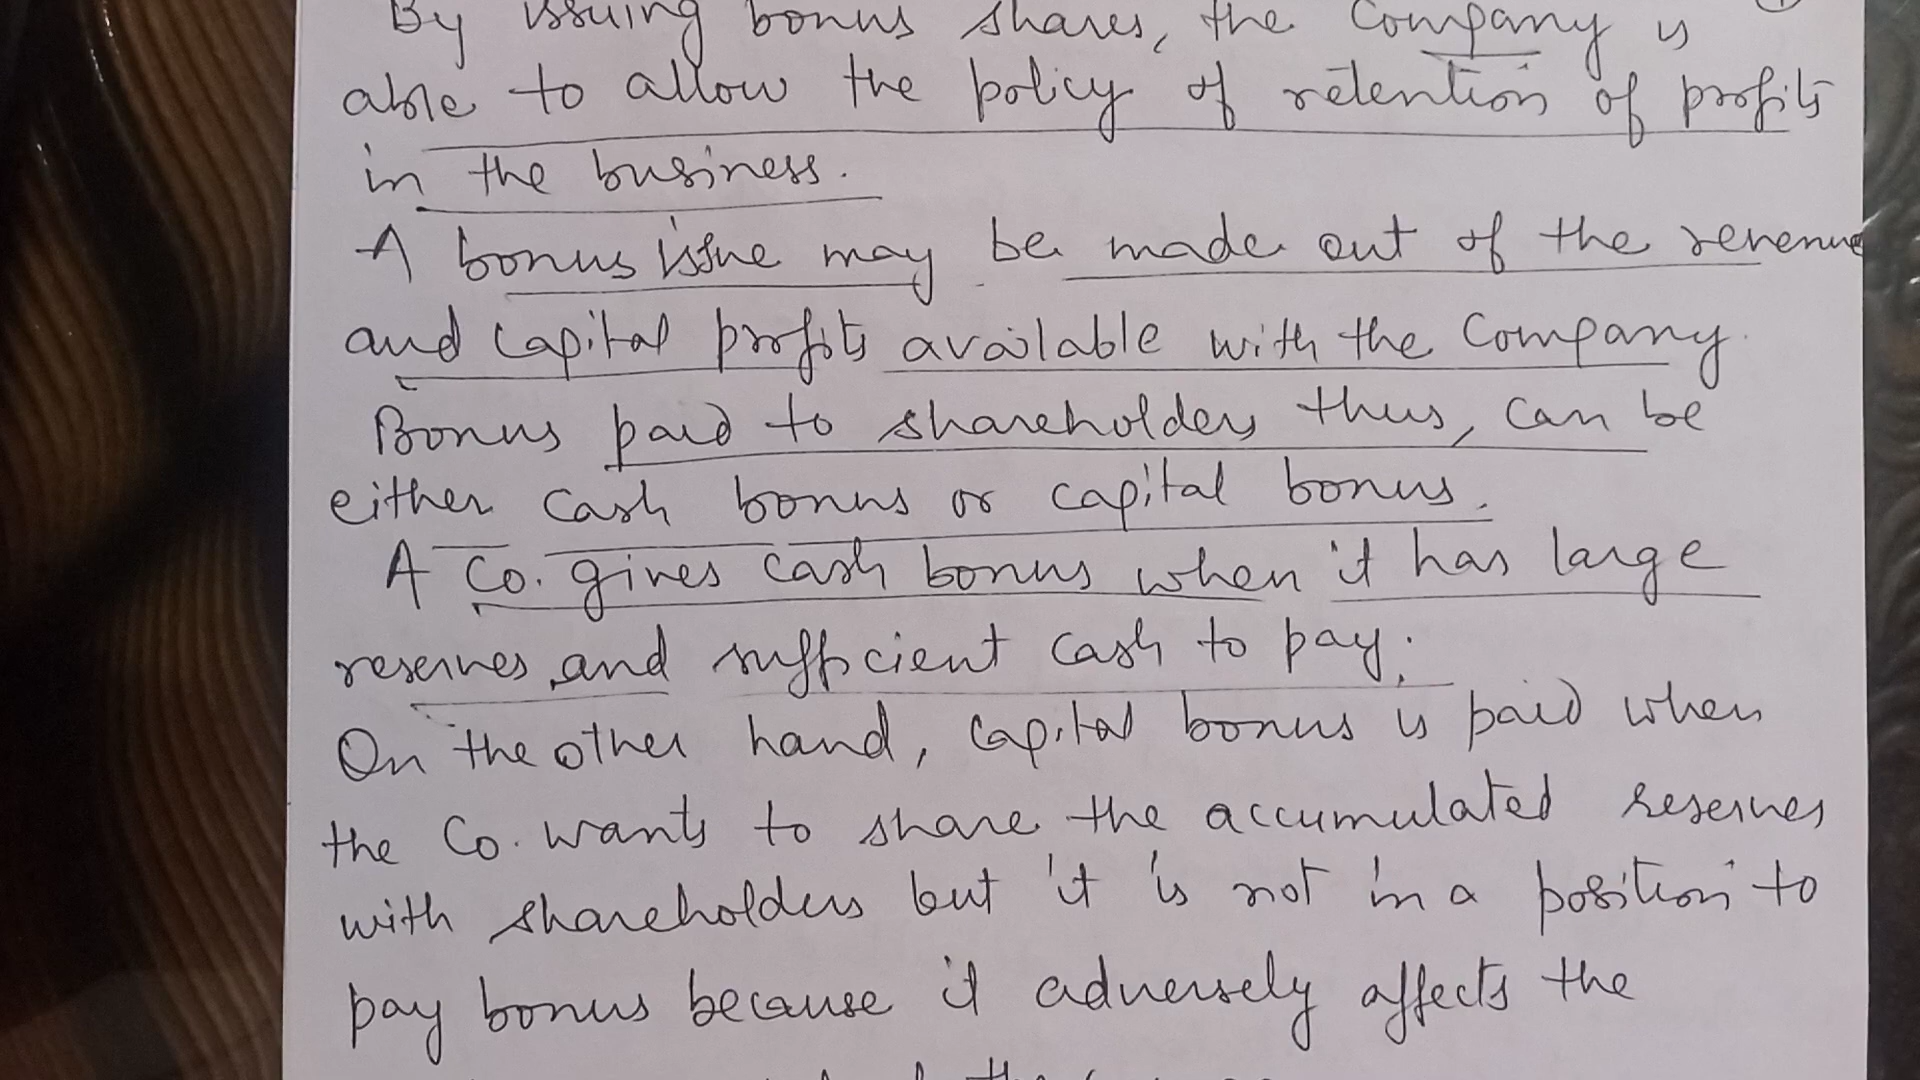 By issuing bonus shares, the Company is
able to allow the policy of retention of profits
in the business.
A bonus issue may be made out of the revenue
and Capital profits available with the Company.
Bonus paid to shareholders thus, can be
either cash bonus or capital bonus.
A Co. gives cash bonus when it has large
reserves and sufficient cash to pay.
On the other hand, Capital bonus is paid when
the Co. wants to share the accumulated reserves
with shareholders but it is not in a position to
pay bonus because it adversely affects the